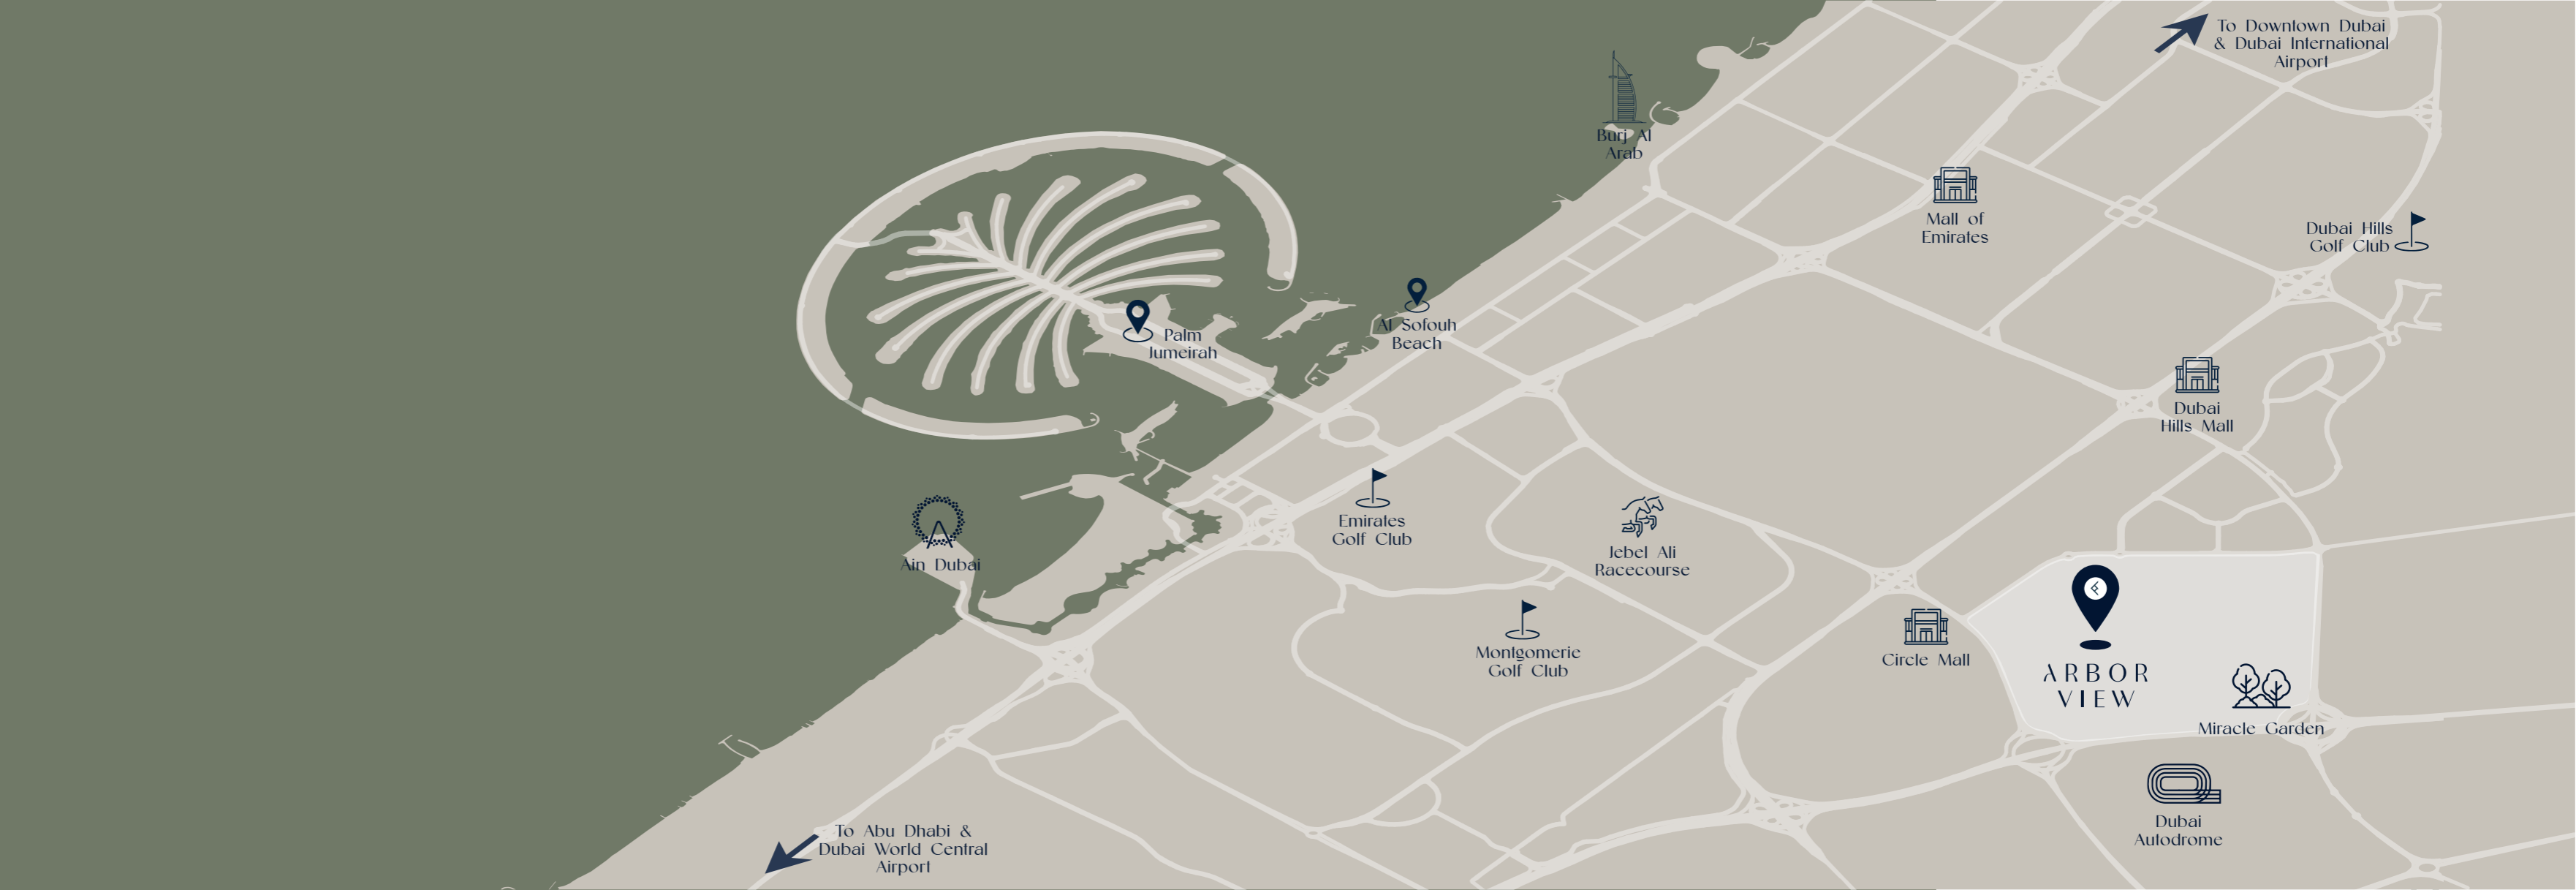 To Downtown Dubai
& Dubai International
Airport
Burj Al
Arab
Mall of
Emirates
Dubai Hills
Golf Club
Palm
Jumeirah
Al Sofouh
Beach
Dubai
Hills Mall
Emirates
Golf Club
Jebel Ali
Racecourse
Ain Dubai
Montgomerie
Golf Club
Circle Mall
ARBOR
VIEW
Miracle Garden
Dubai
Autodrome
To Abu Dhabi &
Dubai World Central
Airport